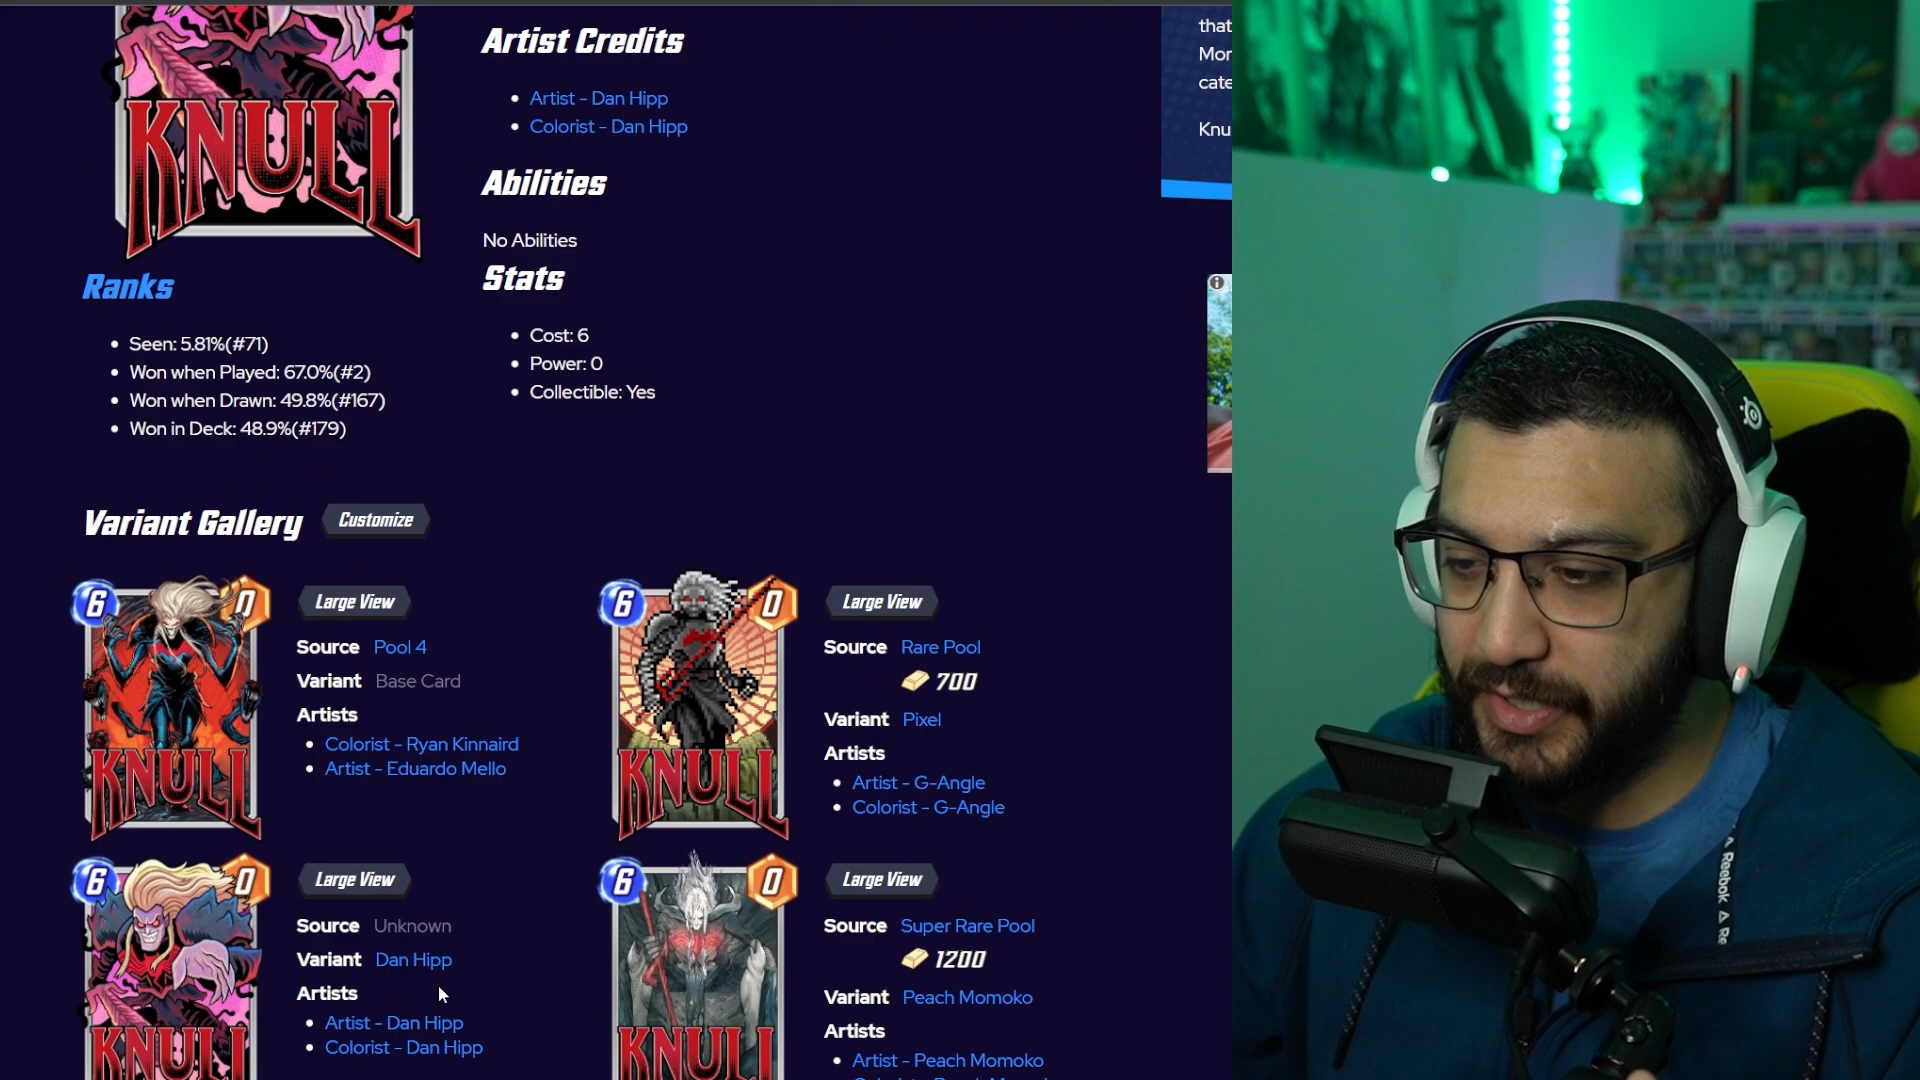 KNULL
Artist Credits
Artist - Dan Hipp
Colorist - Dan Hipp
Abilities
No Abilities
Stats
Cost: 6
Power: 0
Collectible: Yes
Ranks
Seen: 5.81%(#71)
Won when Played: 67.0%(#2)
Won when Drawn: 49.8%(#167)
Won in Deck: 48.9%(#179)
that
Mor
cate
Knu
Variant Gallery
Customize
6
0
KNULL
Large View
Source Pool 4
Variant Base Card
Artists
Colorist - Ryan Kinnaird
Artist - Eduardo Mello
6
0
KNULL
Large View
Source Rare Pool
700
Variant Pixel
Artists
Artist - G-Angle
Colorist - G-Angle
6
0
KNULL
Large View
Source Unknown
Variant Dan Hipp
Artists
Artist - Dan Hipp
Colorist - Dan Hipp
6
0
KNULL
Large View
Source Super Rare Pool
1200
Variant Peach Momoko
Artists
Artist - Peach Momoko
Reebok
Re